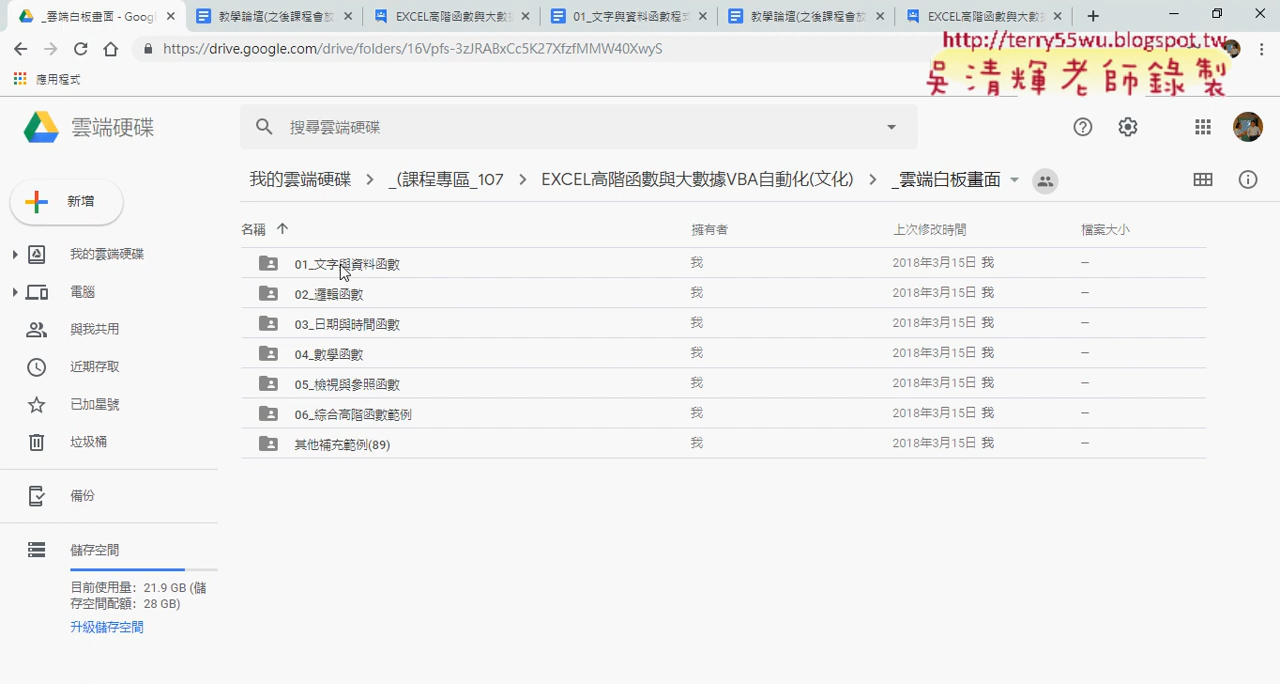 _雲端白板畫面 - Googl
教學論壇(之後課程會放
EXCEL高階函數與大數據
01_文字與資料函數程式
教學論壇(之後課程會放
EXCEL高階函數與大數據
https://drive.google.com/drive/folders/16Vpfs-3zJRABxCc5K27XfzfMMW40XwyS
http://terry55wu.blogspot.tw
吳清輝老師錄製
應用程式
雲端硬碟
搜尋雲端硬碟
新增
我的雲端硬碟 > _(課程專區_107 > EXCEL高階函數與大數據VBA自動化(文化) > _雲端白板畫面
名稱 擁有者 上次修改時間 檔案大小
01_文字與資料函數 我 2018年3月15日 我 –
02_邏輯函數 我 2018年3月15日 我 –
03_日期與時間函數 我 2018年3月15日 我 –
04_數學函數 我 2018年3月15日 我 –
05_檢視與參照函數 我 2018年3月15日 我 –
06_綜合高階函數範例 我 2018年3月15日 我 –
其他補充範例(89) 我 2018年3月15日 我 –
我的雲端硬碟
電腦
與我共用
近期存取
已加星號
垃圾桶
備份
儲存空間
目前使用量: 21.9 GB (儲
存空間配額: 28 GB)
升級儲存空間